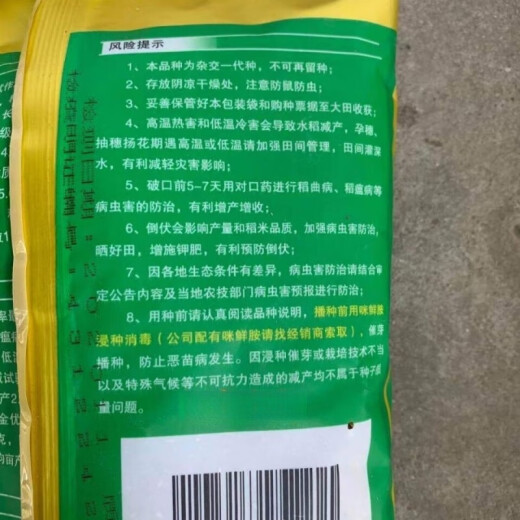 风险提示
1、本品种为杂交一代种，不可再留种；
2、存放阴凉干燥处，注意防鼠防虫；
3、妥善保管好本包装袋和购种票据至大田收获；
4、高温热害和低温冷害会导致水稻减产，孕穗、
抽穗扬花期遇高温或低温请加强田间管理，田间灌深
水，有利减轻灾害影响；
5、破口前5-7天用对口药进行稻曲病、稻瘟病等
病虫害的防治，有利增产增收；
6、倒伏会影响产量和稻米品质，加强病虫害防治，
晒好田，增施钾肥，有利预防倒伏；
7、因各地生态条件有差异，病虫害防治请结合审
定公告内容及当地农技部门病虫害预报进行防治；
8、用种前请认真阅读品种说明，播种前用咪鲜胺
浸种消毒（公司配有咪鲜胺请找经销商索取），催芽
播种，防止恶苗病发生。因浸种催芽或栽培技术不当
以及特殊气候等不可抗力造成的减产均不属于种子质
量问题。